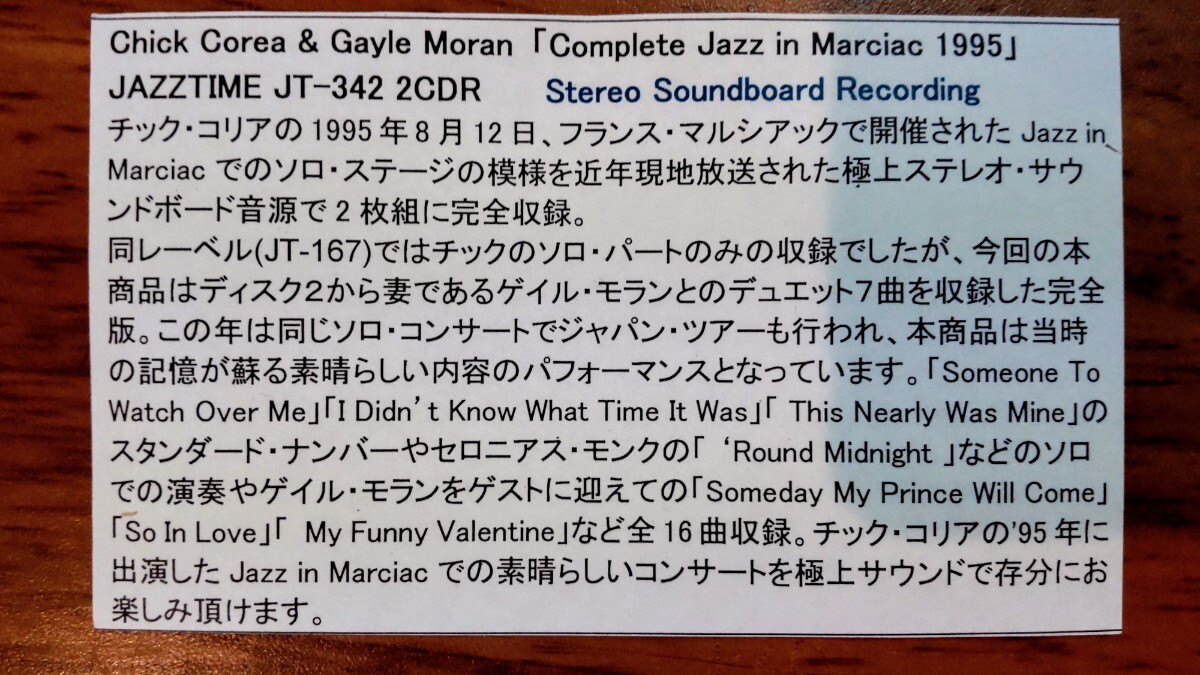 Chick Corea & Gayle Moran 「Complete Jazz in Marciac 1995」
JAZZTIME JT-342 2CDR Stereo Soundboard Recording
チック・コリアの 1995 年 8 月 12 日、フランス・マルシアックで開催された Jazz in
Marciac でのソロ・ステージの模様を近年現地放送された極上ステレオ・サウ
ンドボード音源で 2 枚組に完全収録。
同レーベル(JT-167)ではチックのソロ・パートのみの収録でしたが、今回の本
商品はディスク2から妻であるゲイル・モランとのデュエット7曲を収録した完全
版。この年は同じソロ・コンサートでジャパン・ツアーも行われ、本商品は当時
の記憶が蘇る素晴らしい内容のパフォーマンスとなっています。「Someone To
Watch Over Me」「I Didn't Know What Time It Was」「 This Nearly Was Mine」の
スタンダード・ナンバーやセロニアス・モンクの「 'Round Midnight 」などのソロ
での演奏やゲイル・モランをゲストに迎えての「Someday My Prince Will Come」
「So In Love」「 My Funny Valentine」など全 16 曲収録。チック・コリアの'95 年に
出演した Jazz in Marciac での素晴らしいコンサートを極上サウンドで存分にお
楽しみ頂けます。